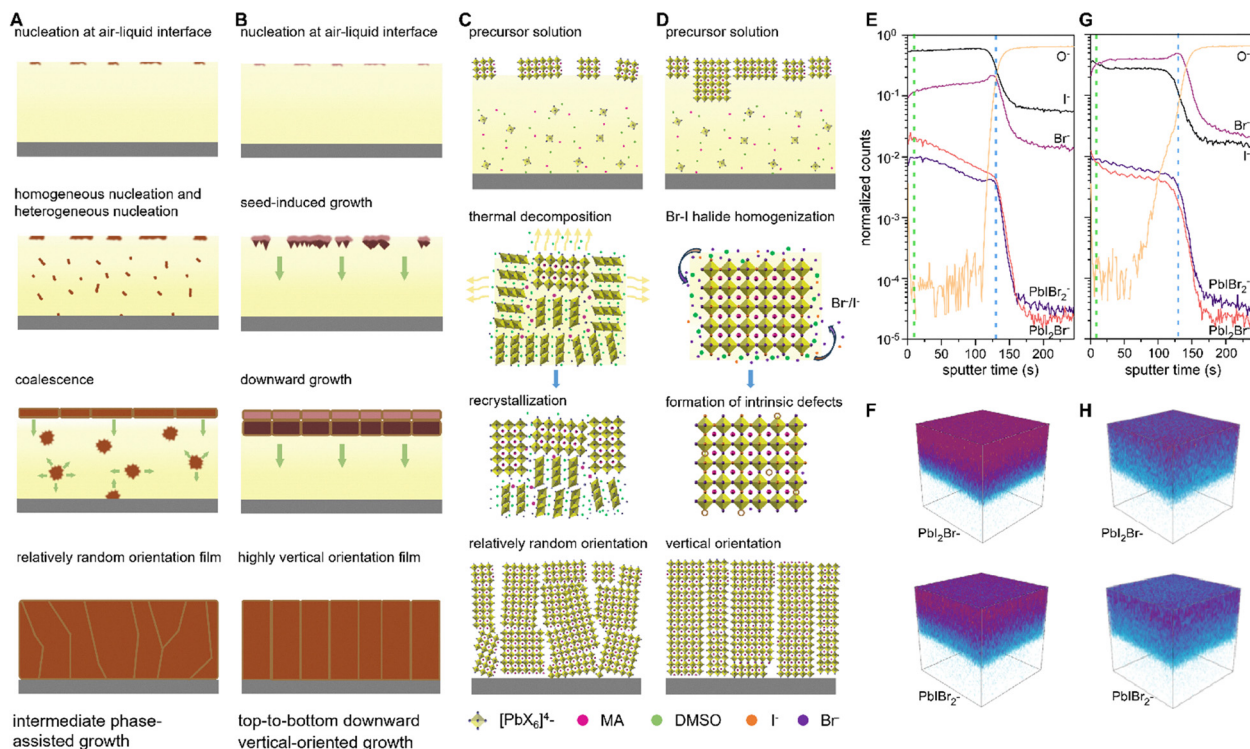 A
nucleation at air-liquid interface
homogeneous nucleation and
heterogeneous nucleation
coalescence
relatively random orientation film
intermediate phase-
assisted growth
B
nucleation at air-liquid interface
seed-induced growth
downward growth
highly vertical orientation film
top-to-bottom downward
vertical-oriented growth
C
precursor solution
thermal decomposition
recrystallization
relatively random orientation
D
precursor solution
Br-I halide homogenization
Br-/I-
formation of intrinsic defects
vertical orientation
[PbX6]4- MA DMSO I- Br-
E
normalized counts
10^0
10^-1
10^-2
10^-3
10^-4
10^-5
O-
I-
Br-
PbIBr2-
PbI2Br-
0 50 100 150 200
sputter time (s)
G
O-
Br-
I-
PbIBr2-
PbI2Br-
0 50 100 150 200
sputter time (s)
F
PbI2Br-
PbIBr2-
H
PbI2Br-
PbIBr2-